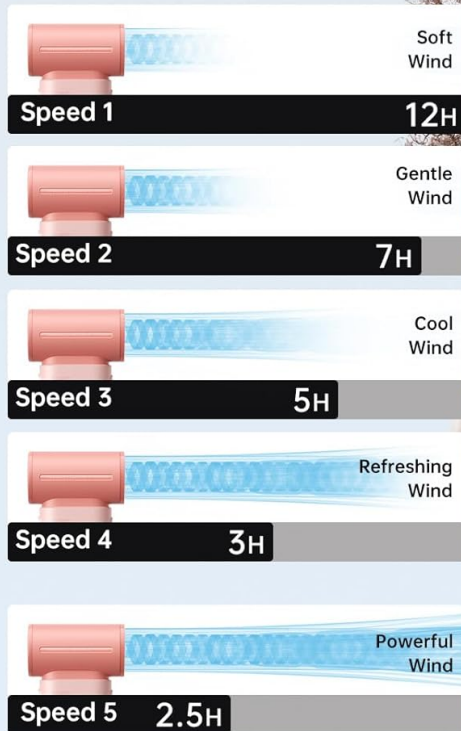 Soft
Wind
Speed 1 12H
Gentle
Wind
Speed 2 7H
Cool
Wind
Speed 3 5H
Refreshing
Wind
Speed 4 3H
Powerful
Wind
Speed 5 2.5H